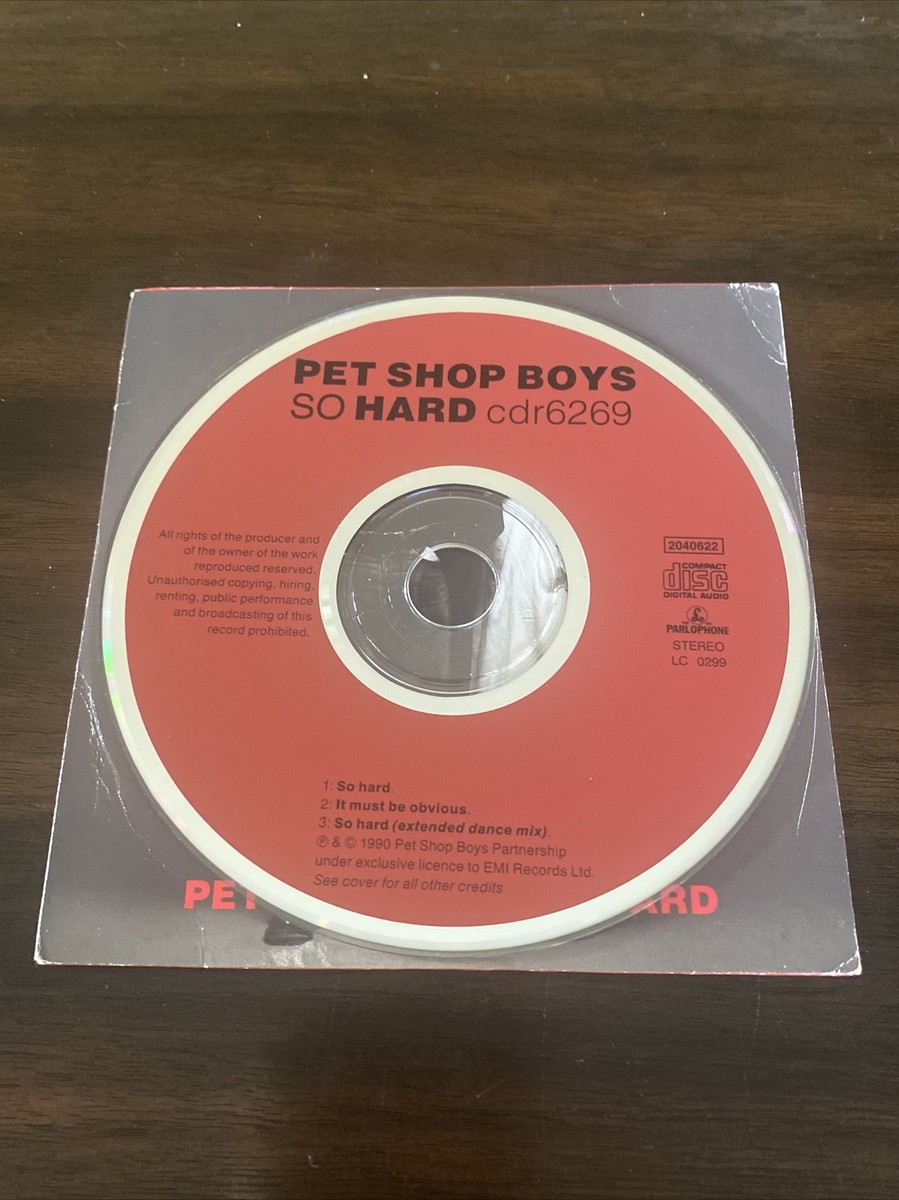 PET SHOP BOYS
SO HARD cdr6269
All rights of the producer and
of the owner of the work
reproduced reserved.
Unauthorised copying, hiring,
renting, public performance
and broadcasting of this
record prohibited.
2040622
COMPACT
disc
DIGITAL AUDIO
PARLOPHONE
STEREO
LC 0299
1: So hard.
2: It must be obvious.
3: So hard (extended dance mix).
℗ & © 1990 Pet Shop Boys Partnership
under exclusive licence to EMI Records Ltd.
See cover for all other credits
PET ARD